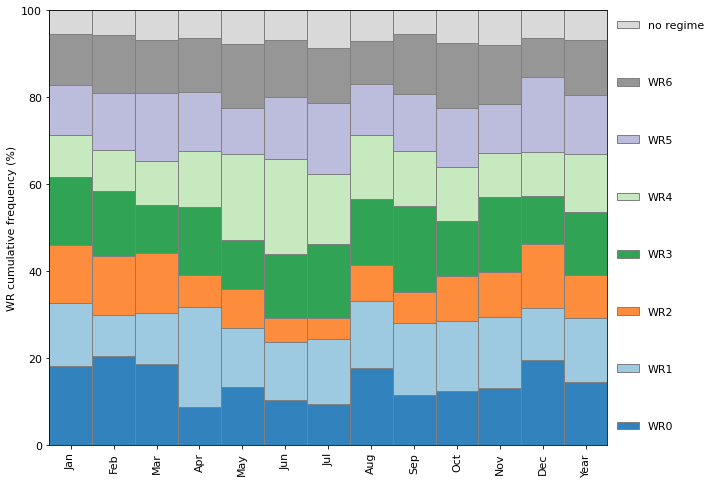 100
80
60
40
20
0
WR cumulative frequency (%)
Jan
Feb
Mar
Apr
May
Jun
Jul
Aug
Sep
Oct
Nov
Dec
Year
no regime
WR6
WR5
WR4
WR3
WR2
WR1
WR0